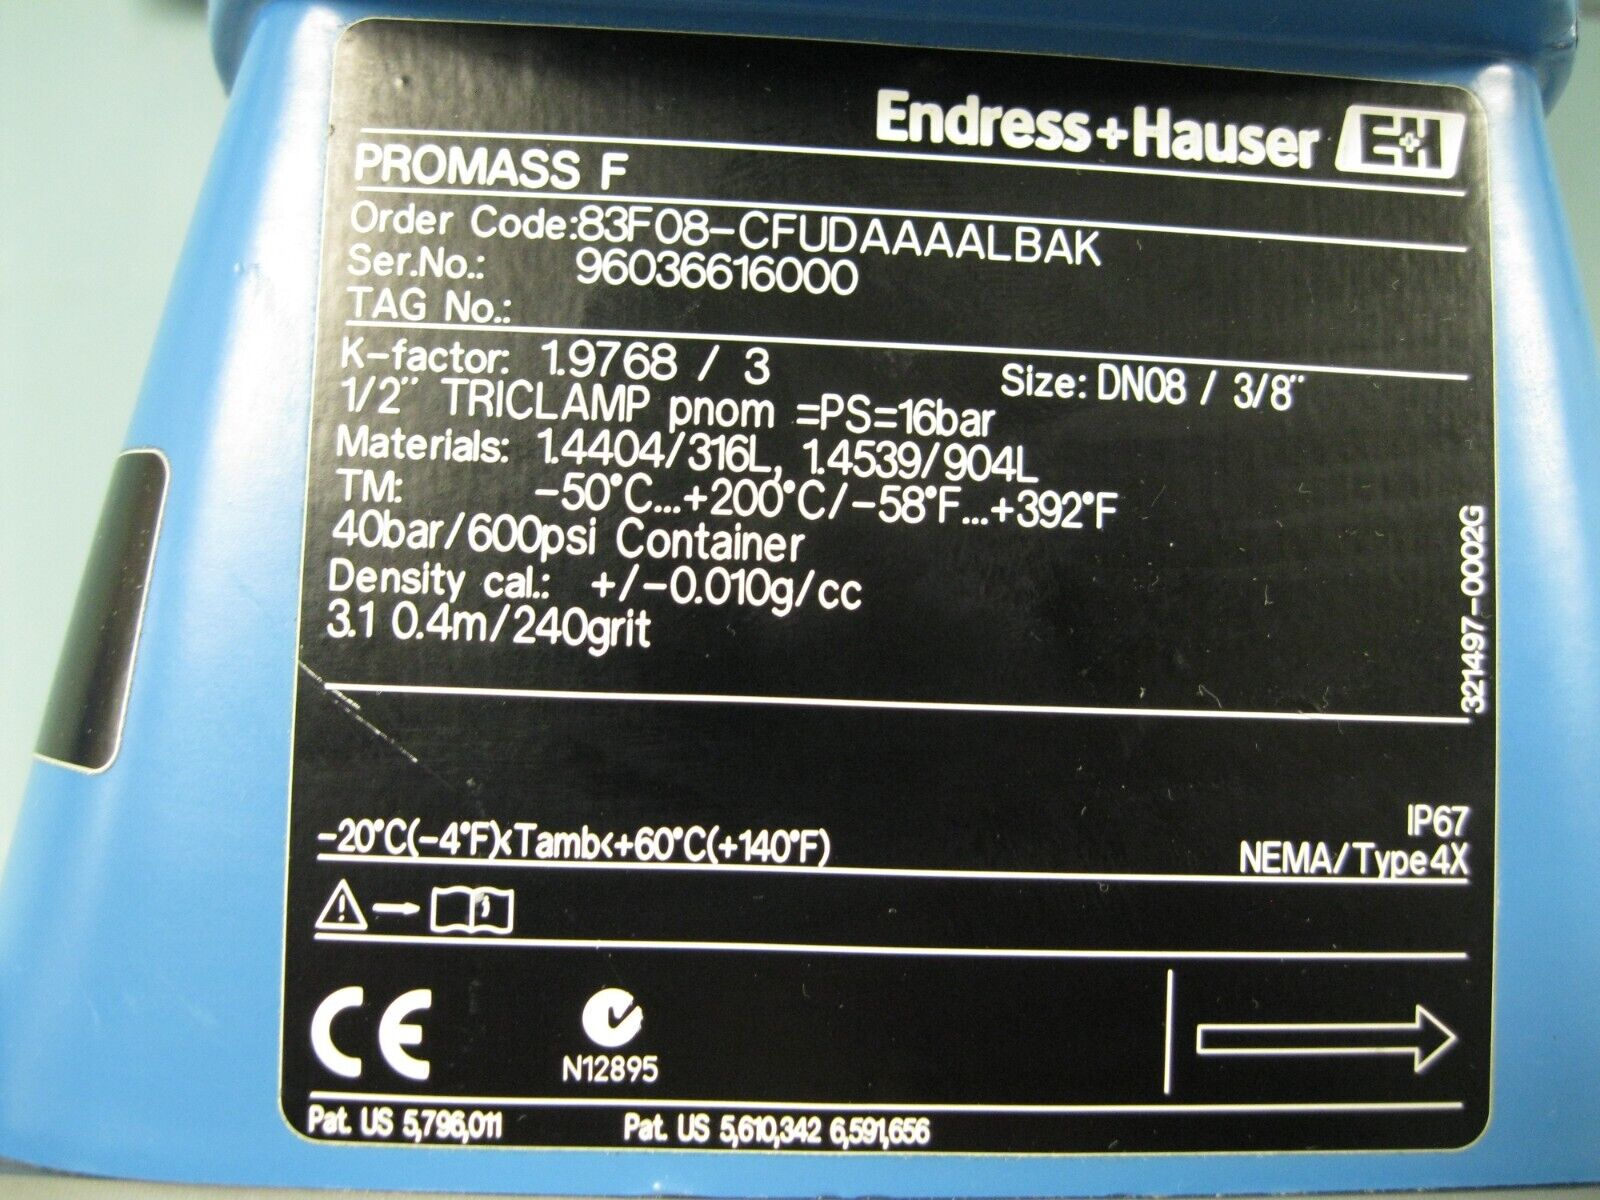 Endress+Hauser E+H
PROMASS F
Order Code:83F08-CFUDAAAALBAK
Ser.No.: 96036616000
TAG No.:
K-factor: 1.9768 / 3 Size: DN08 / 3/8"
1/2" TRICLAMP pnom =PS=16bar
Materials: 1.4404/316L, 1.4539/904L
TM: -50°C...+200°C/-58°F...+392°F
40bar/600psi Container
Density cal.: +/-0.010g/cc
3.1 0.4m/240grit
321497-0002G
IP67
-20°C(-4°F)<Tamb<+60°C(+140°F) NEMA/Type4X
CE
N12895
Pat. US 5,796,011 Pat. US 5,610,342 6,591,656